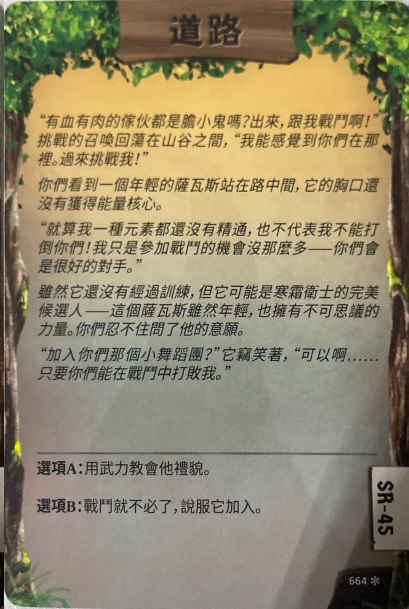 道路
“有血有肉的傢伙都是膽小鬼嗎?出來，跟我戰鬥啊!”
挑戰的召喚回蕩在山谷之間，“我能感覺到你們在那
裡。過來挑戰我!”
你們看到一個年輕的薩瓦斯站在路中間，它的胸口還
沒有獲得能量核心。
“就算我一種元素都還沒有精通，也不代表我不能打
倒你們!我只是參加戰鬥的機會沒那麼多——你們會
是很好的對手。”
雖然它還沒有經過訓練，但它可能是寒霜衛士的完美
候選人——這個薩瓦斯雖然年輕，也擁有不可思議的
力量。你們忍不住問了他的意願。
“加入你們那個小舞蹈團?”它竊笑著，“可以啊……
只要你們能在戰鬥中打敗我。”
選項A：用武力教會他禮貌。
選項B：戰鬥就不必了，說服它加入。
SR-45
664